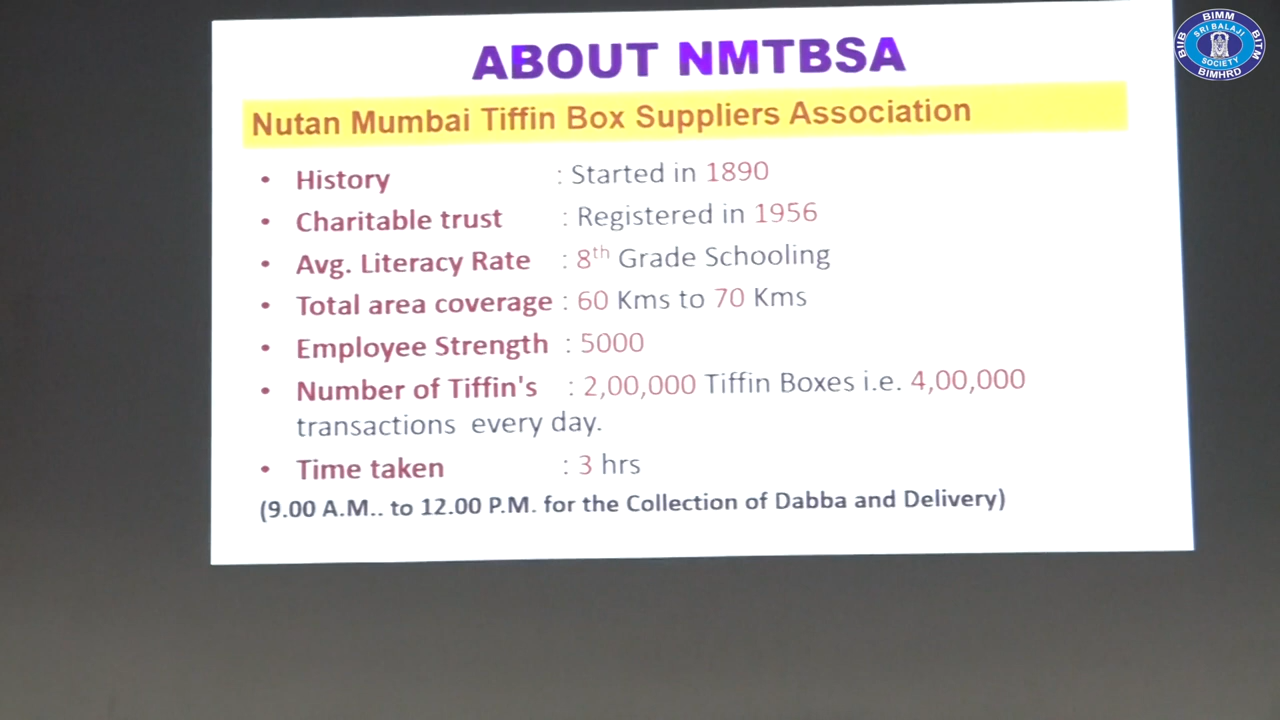 ABOUT NMTBSA
Nutan Mumbai Tiffin Box Suppliers Association
• History : Started in 1890
• Charitable trust : Registered in 1956
• Avg. Literacy Rate : 8th Grade Schooling
• Total area coverage : 60 Kms to 70 Kms
• Employee Strength : 5000
• Number of Tiffin's : 2,00,000 Tiffin Boxes i.e. 4,00,000
transactions every day.
• Time taken : 3 hrs
(9.00 A.M.. to 12.00 P.M. for the Collection of Dabba and Delivery)
BIMM
BIIB
SRI BALAJI
SOCIETY
BITM
BIMHRD